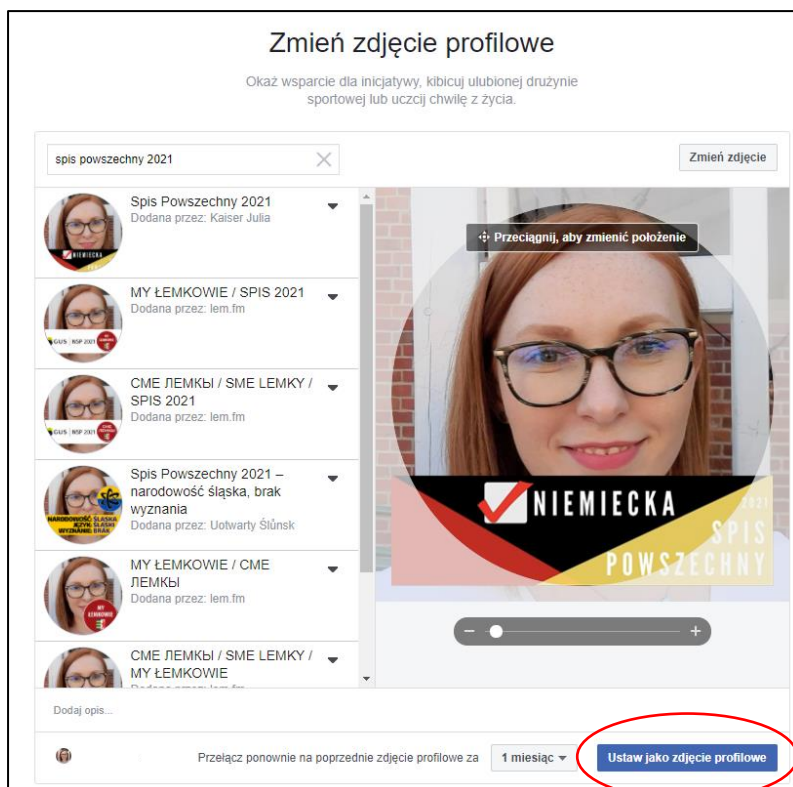 Zmień zdjęcie profilowe
Okaż wsparcie dla inicjatywy, kibicuj ulubionej drużynie
sportowej lub uczcij chwilę z życia.
spis powszechny 2021
Zmień zdjęcie
Spis Powszechny 2021
Dodana przez: Kaiser Julia
NIEMIECKA
MY ŁEMKOWIE / SPIS 2021
Dodana przez: lem.fm
GUS | NSP 2021
СМЕ ЛЕМКЫ / SME LEMKY /
SPIS 2021
Dodana przez: lem.fm
GUS | NSP 2021
Spis Powszechny 2021 –
narodowość śląska, brak
wyznania
Dodana przez: Uotwarty Ślůnsk
NARODOWOŚĆ: ŚLĄSKA
JĘZYK: ŚLĄSKI
WYZNANIE: BRAK
MY ŁEMKOWIE / СМЕ
ЛЕМКЫ
Dodana przez: lem.fm
MY
ŁEMKOWIE
СМЕ ЛЕМКЫ / SME LEMKY /
MY ŁEMKOWIE
Przeciągnij, aby zmienić położenie
NIEMIECKA
2021
SPIS
POWSZECHNY
Dodaj opis...
Przełącz ponownie na poprzednie zdjęcie profilowe za
1 miesiąc
Ustaw jako zdjęcie profilowe